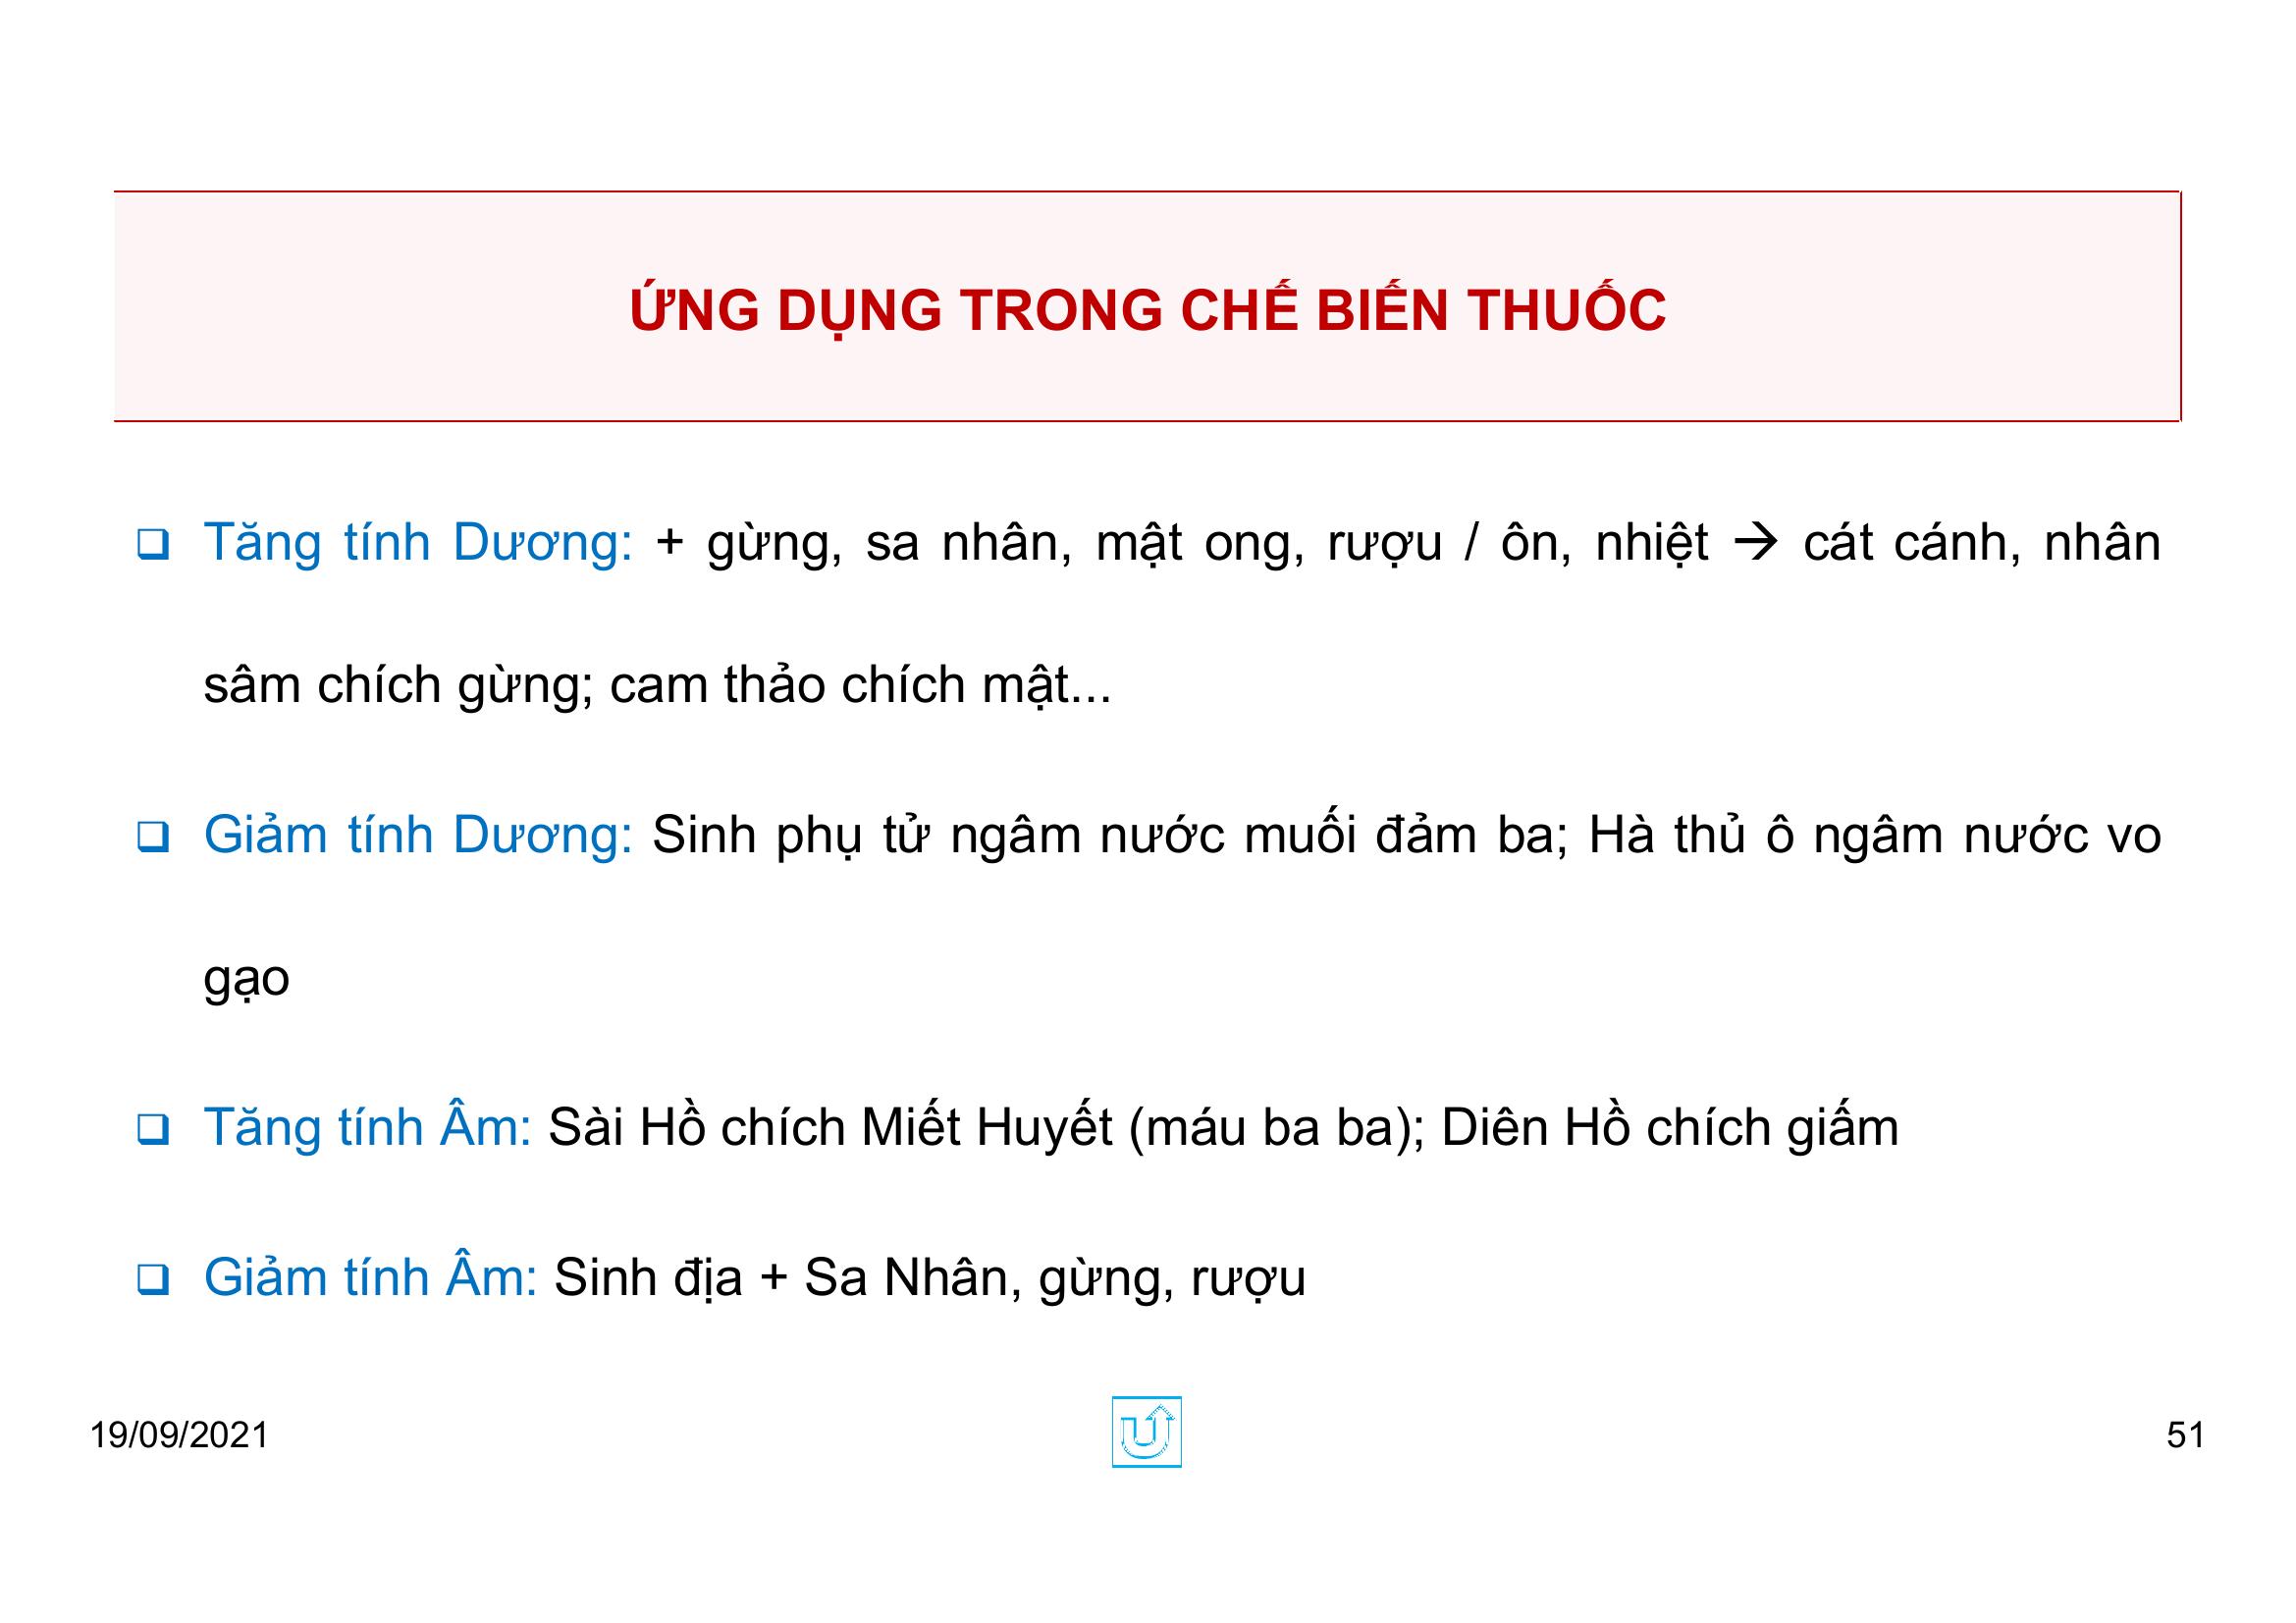 ỨNG DỤNG TRONG CHẾ BIẾN THUỐC
❑ Tăng tính Dương: + gừng, sa nhân, mật ong, rượu / ôn, nhiệt → cát cánh, nhân
sâm chích gừng; cam thảo chích mật...
❑ Giảm tính Dương: Sinh phụ tử ngâm nước muối đảm ba; Hà thủ ô ngâm nước vo
gạo
❑ Tăng tính Âm: Sài Hồ chích Miết Huyết (máu ba ba); Diên Hồ chích giấm
❑ Giảm tính Âm: Sinh địa + Sa Nhân, gừng, rượu
19/09/2021
51